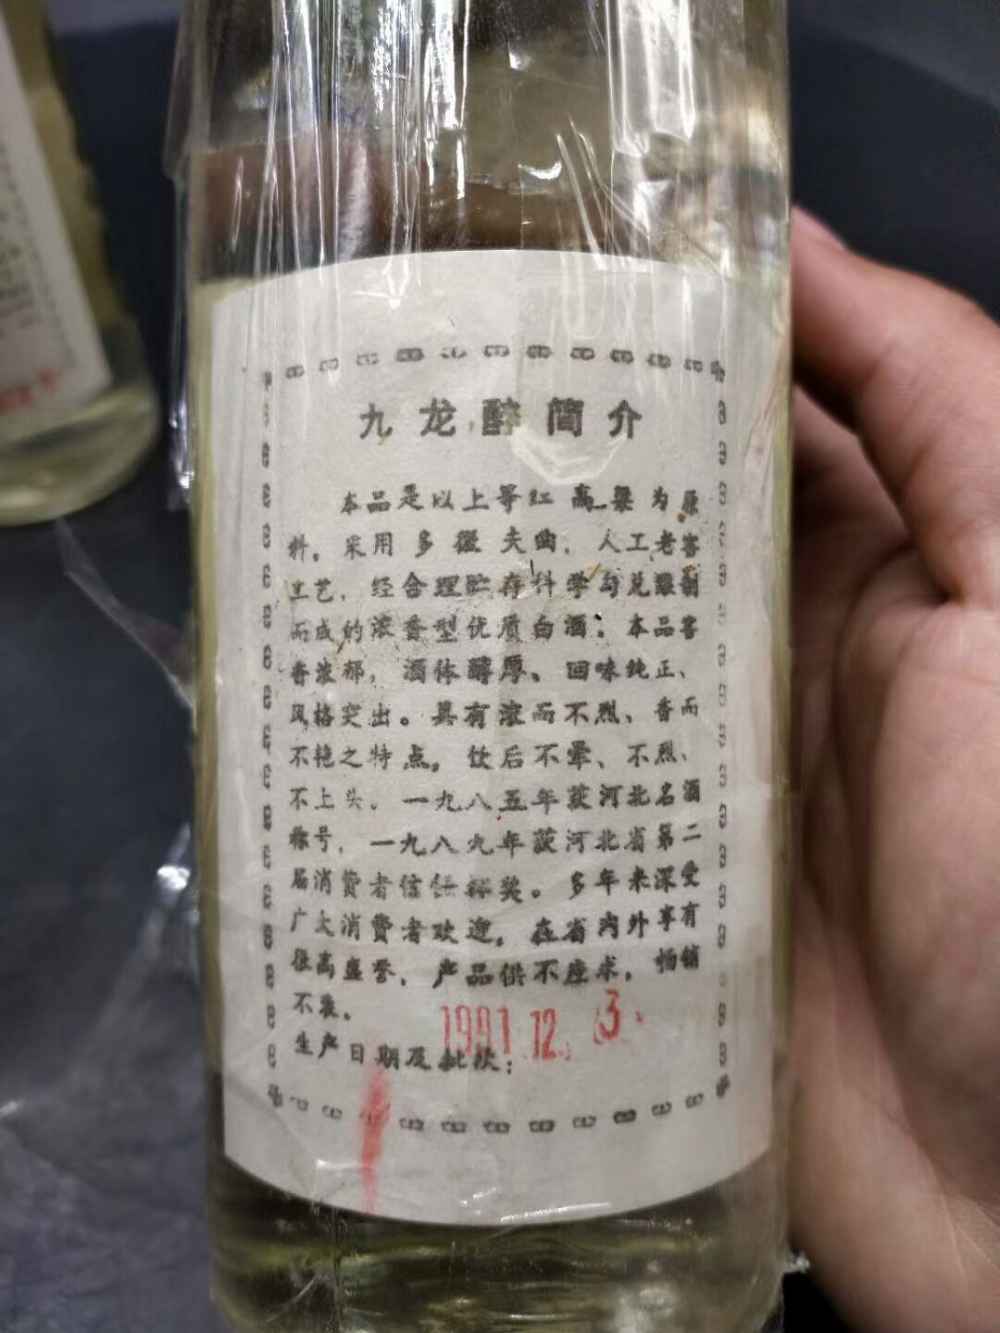 九龙醉简介
本品是以上等红高粱为原
料。采用多微夫曲，人工老窖
工艺，经合理贮存科学勾兑酿制
而成的浓香型优质白酒；本品窖
香浓郁，酒体醇厚、回味纯正、
风格突出。具有浓而不烈、香而
不艳之特点。饮后不晕、不烈、
不上头。一九八五年获河北名酒
称号，一九八九年获河北省第二
届消费者信任杯奖。多年来深受
广大消费者欢迎，在省内外享有
很高盛誉，产品供不应求，畅销
不衰。
生产日期及批次：
1991.12.3